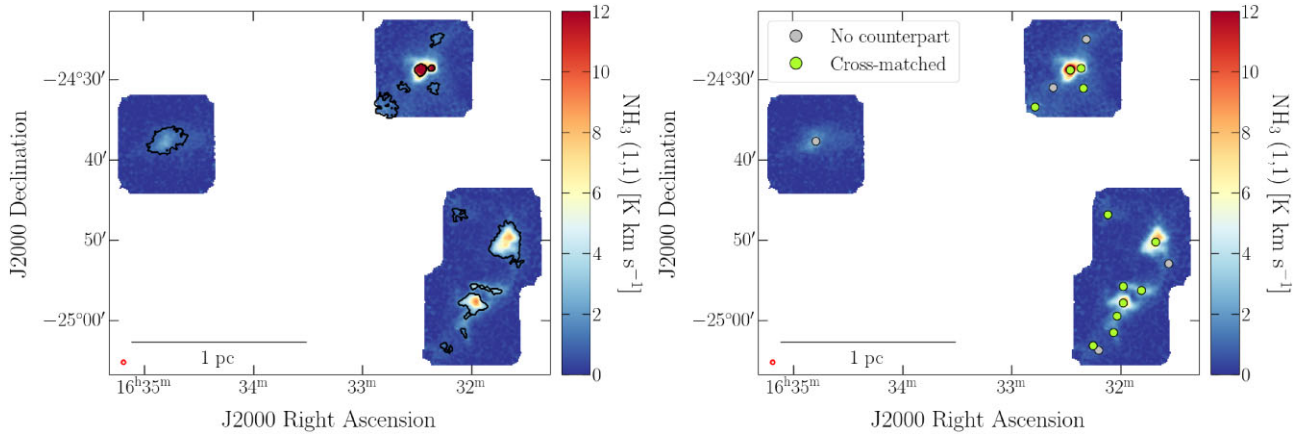 12
10
8
6
4
2
0
NH3 (1,1) [K km s−1]
−24°30′
40′
50′
−25°00′
J2000 Declination
1 pc
16h35m
34m
33m
32m
J2000 Right Ascension
No counterpart
Cross-matched
12
10
8
6
4
2
0
NH3 (1,1) [K km s−1]
−24°30′
40′
50′
−25°00′
J2000 Declination
1 pc
16h35m
34m
33m
32m
J2000 Right Ascension